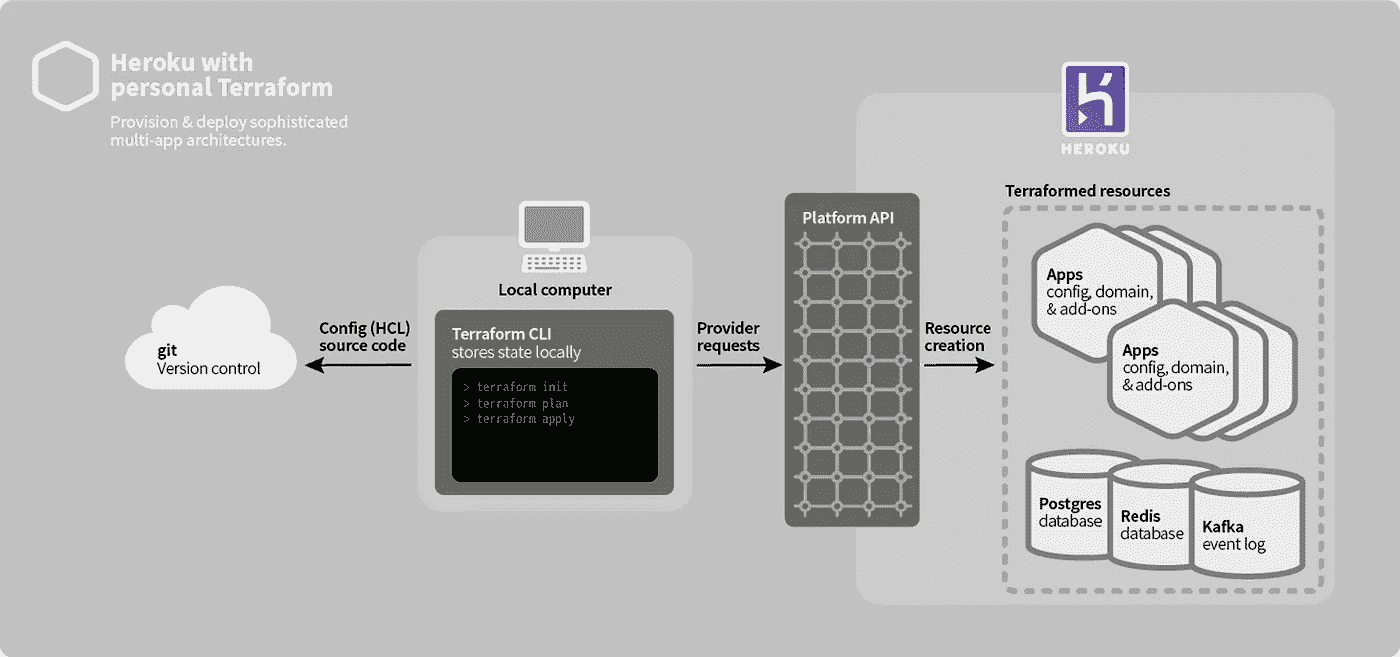 Heroku with
personal Terraform
Provision & deploy sophisticated
multi-app architectures.
HEROKU
Terraformed resources
Platform API
Local computer
Apps
config, domain,
& add-ons
Config (HCL)
source code
Terraform CLI
stores state locally
Provider
requests
Resource
creation
git
Version control
> terraform init
> terraform plan
> terraform apply
Apps
config, domain,
& add-ons
Postgres
database
Redis
database
Kafka
event log